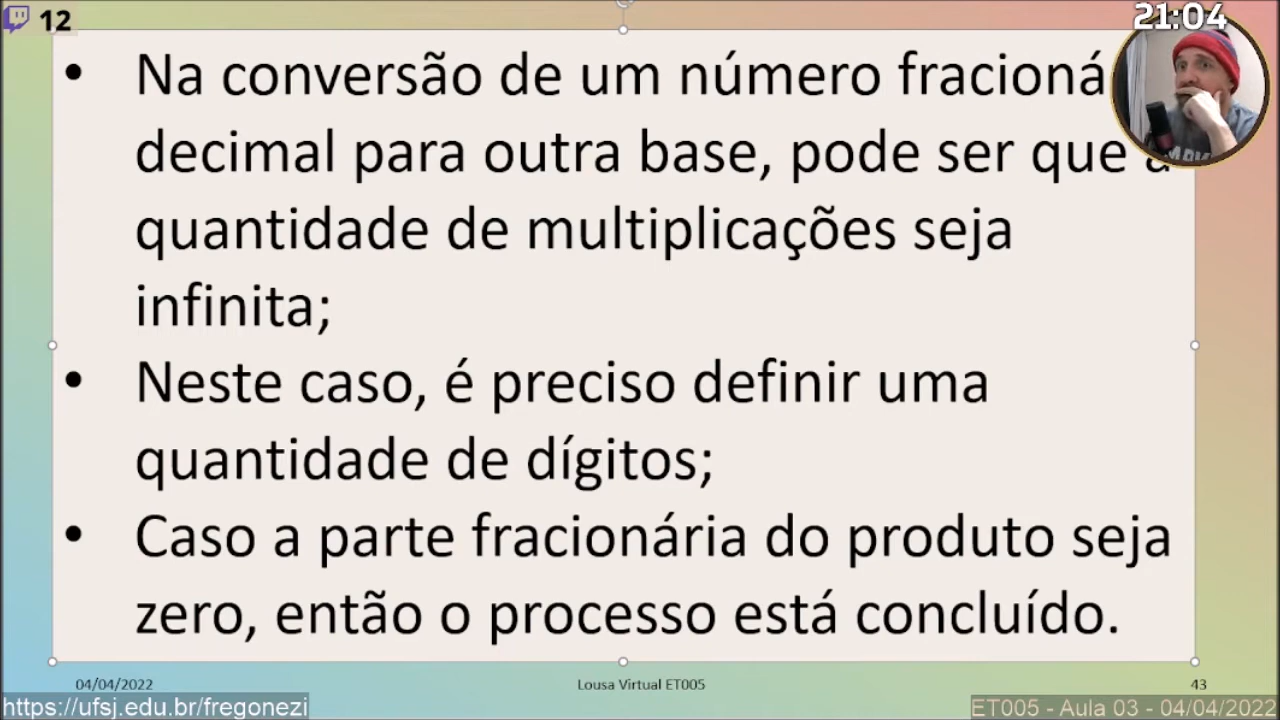 12
21:04
• Na conversão de um número fracioná
decimal para outra base, pode ser que a
quantidade de multiplicações seja
infinita;
• Neste caso, é preciso definir uma
quantidade de dígitos;
• Caso a parte fracionária do produto seja
zero, então o processo está concluído.
04/04/2022 Lousa Virtual ET005 43
https://ufsj.edu.br/fregonezi ET005 - Aula 03 - 04/04/2022